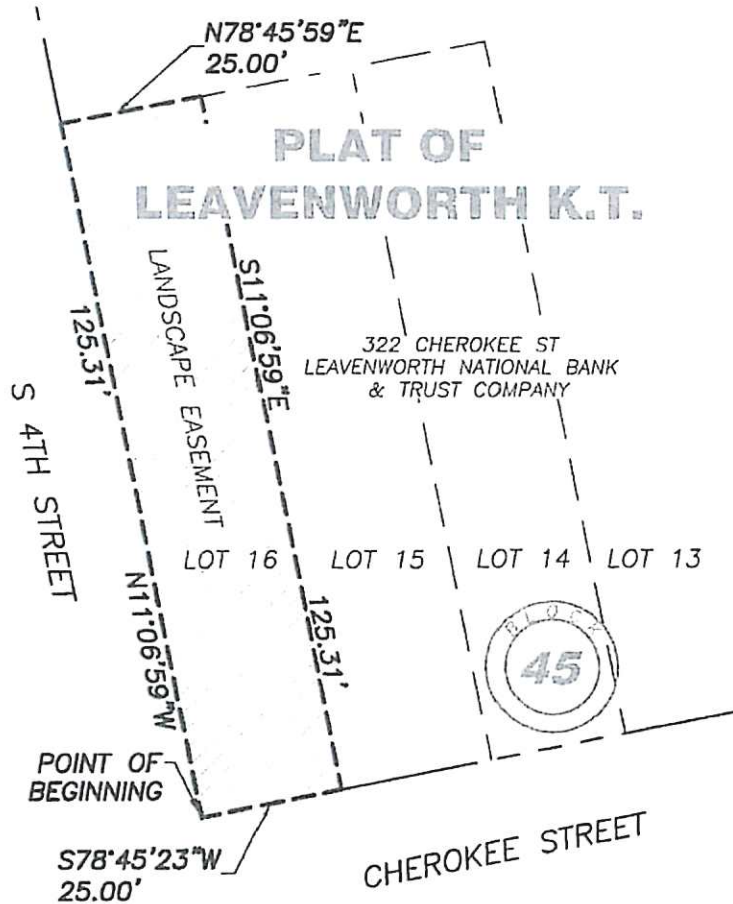 N78°45'59"E
25.00'
PLAT OF
LEAVENWORTH K.T.
LANDSCAPE EASEMENT
S11°06'59"E
125.31'
322 CHEROKEE ST
LEAVENWORTH NATIONAL BANK
& TRUST COMPANY
S 4TH STREET
LOT 16
LOT 15
LOT 14
LOT 13
N11°06'59"W
125.31'
BLOCK
45
POINT OF
BEGINNING
S78°45'23"W
25.00'
CHEROKEE STREET